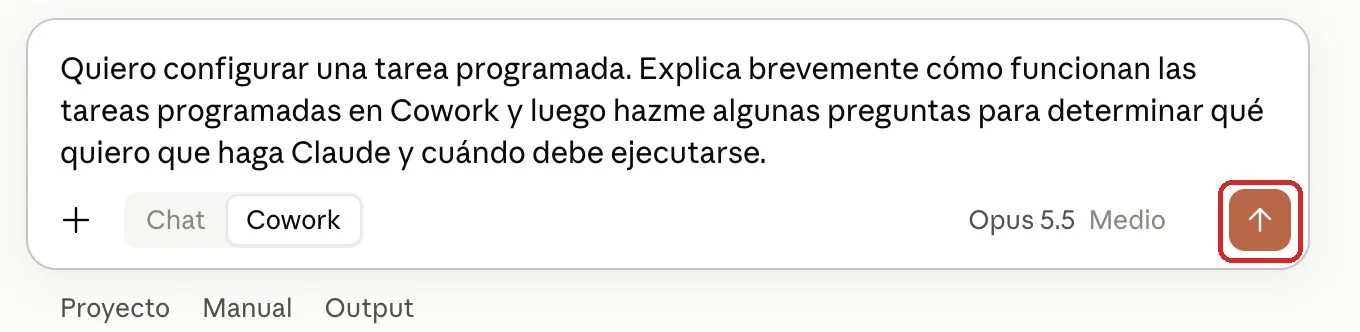 Quiero configurar una tarea programada. Explica brevemente cómo funcionan las
tareas programadas en Cowork y luego hazme algunas preguntas para determinar qué
quiero que haga Claude y cuándo debe ejecutarse.
Chat Cowork Opus 5.5 Medio
Proyecto Manual Output